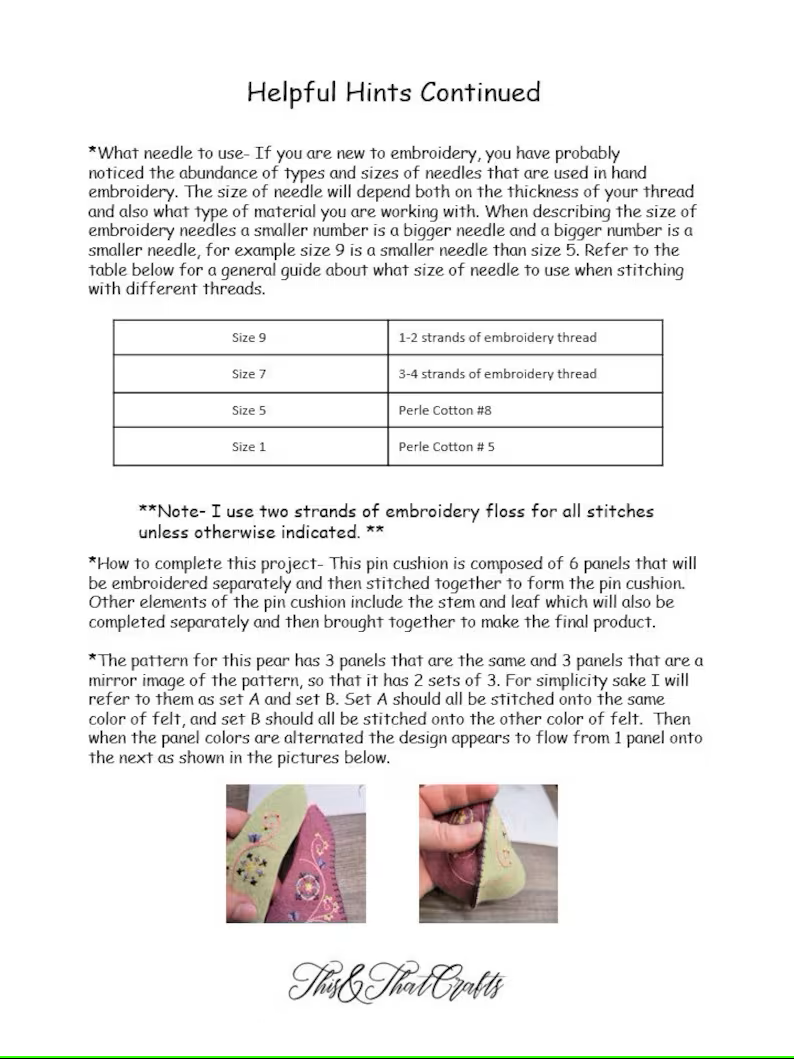 Helpful Hints Continued
*What needle to use- If you are new to embroidery, you have probably
noticed the abundance of types and sizes of needles that are used in hand
embroidery. The size of needle will depend both on the thickness of your thread
and also what type of material you are working with. When describing the size of
embroidery needles a smaller number is a bigger needle and a bigger number is a
smaller needle, for example size 9 is a smaller needle than size 5. Refer to the
table below for a general guide about what size of needle to use when stitching
with different threads.
Size 9 1-2 strands of embroidery thread
Size 7 3-4 strands of embroidery thread
Size 5 Perle Cotton #8
Size 1 Perle Cotton # 5
**Note- I use two strands of embroidery floss for all stitches
unless otherwise indicated. **
*How to complete this project- This pin cushion is composed of 6 panels that will
be embroidered separately and then stitched together to form the pin cushion.
Other elements of the pin cushion include the stem and leaf which will also be
completed separately and then brought together to make the final product.
*The pattern for this pear has 3 panels that are the same and 3 panels that are a
mirror image of the pattern, so that it has 2 sets of 3. For simplicity sake I will
refer to them as set A and set B. Set A should all be stitched onto the same
color of felt, and set B should all be stitched onto the other color of felt. Then
when the panel colors are alternated the design appears to flow from 1 panel onto
the next as shown in the pictures below.
This&ThatCrafts